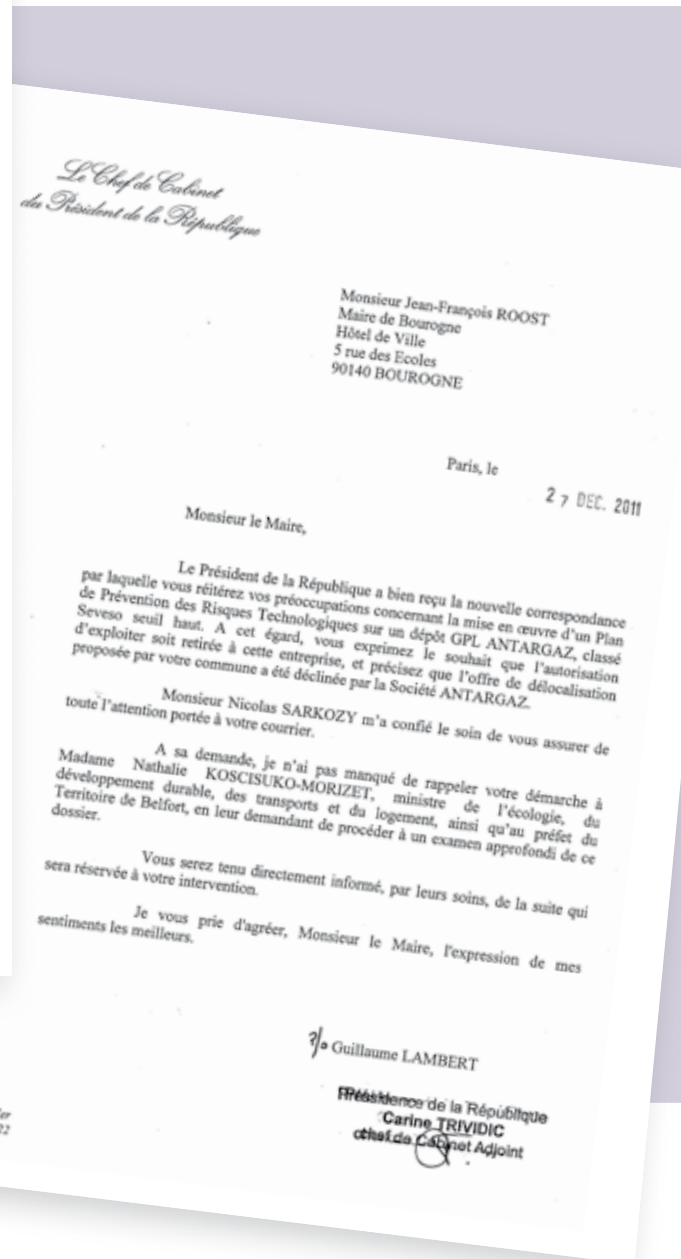 Le Chef de Cabinet
du Président de la République
Monsieur Jean-François ROOST
Maire de Bourogne
Hôtel de Ville
5 rue des Ecoles
90140 BOUROGNE
Paris, le
27 DEC. 2011
Monsieur le Maire,
Le Président de la République a bien reçu la nouvelle correspondance
par laquelle vous réitérez vos préoccupations concernant la mise en œuvre d'un Plan
de Prévention des Risques Technologiques sur un dépôt GPL ANTARGAZ, classé
Seveso seuil haut. A cet égard, vous exprimez le souhait que l'autorisation
d'exploiter soit retirée à cette entreprise, et précisez que l'offre de délocalisation
proposée par votre commune a été déclinée par la Société ANTARGAZ.
Monsieur Nicolas SARKOZY m'a confié le soin de vous assurer de
toute l'attention portée à votre courrier.
A sa demande, je n'ai pas manqué de rappeler votre démarche à
Madame Nathalie KOSCISUKO-MORIZET, ministre de l'écologie, du
développement durable, des transports et du logement, ainsi qu'au préfet du
Territoire de Belfort, en leur demandant de procéder à un examen approfondi de ce
dossier.
Vous serez tenu directement informé, par leurs soins, de la suite qui
sera réservée à votre intervention.
Je vous prie d'agréer, Monsieur le Maire, l'expression de mes
sentiments les meilleurs.
Guillaume LAMBERT
Présidence de la République
Carine TRIVIDIC
chef de Cabinet Adjoint